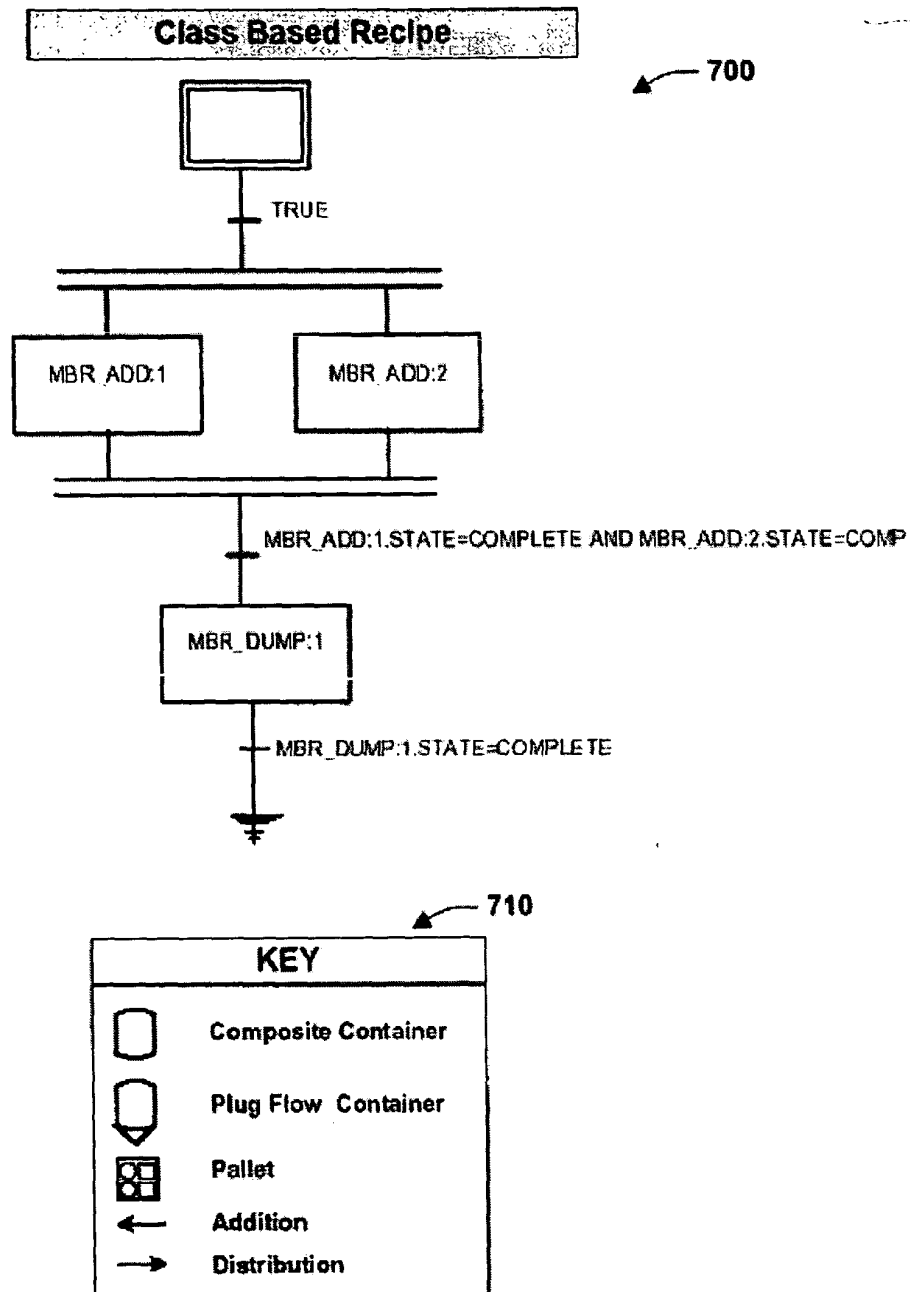 Class Based Recipe
700
TRUE
MBR_ADD:1
MBR_ADD:2
MBR_ADD:1.STATE=COMPLETE AND MBR_ADD:2.STATE=COMP
MBR_DUMP:1
MBR_DUMP:1.STATE=COMPLETE
710
KEY
Composite Container
Plug Flow Container
Pallet
Addition
Distribution